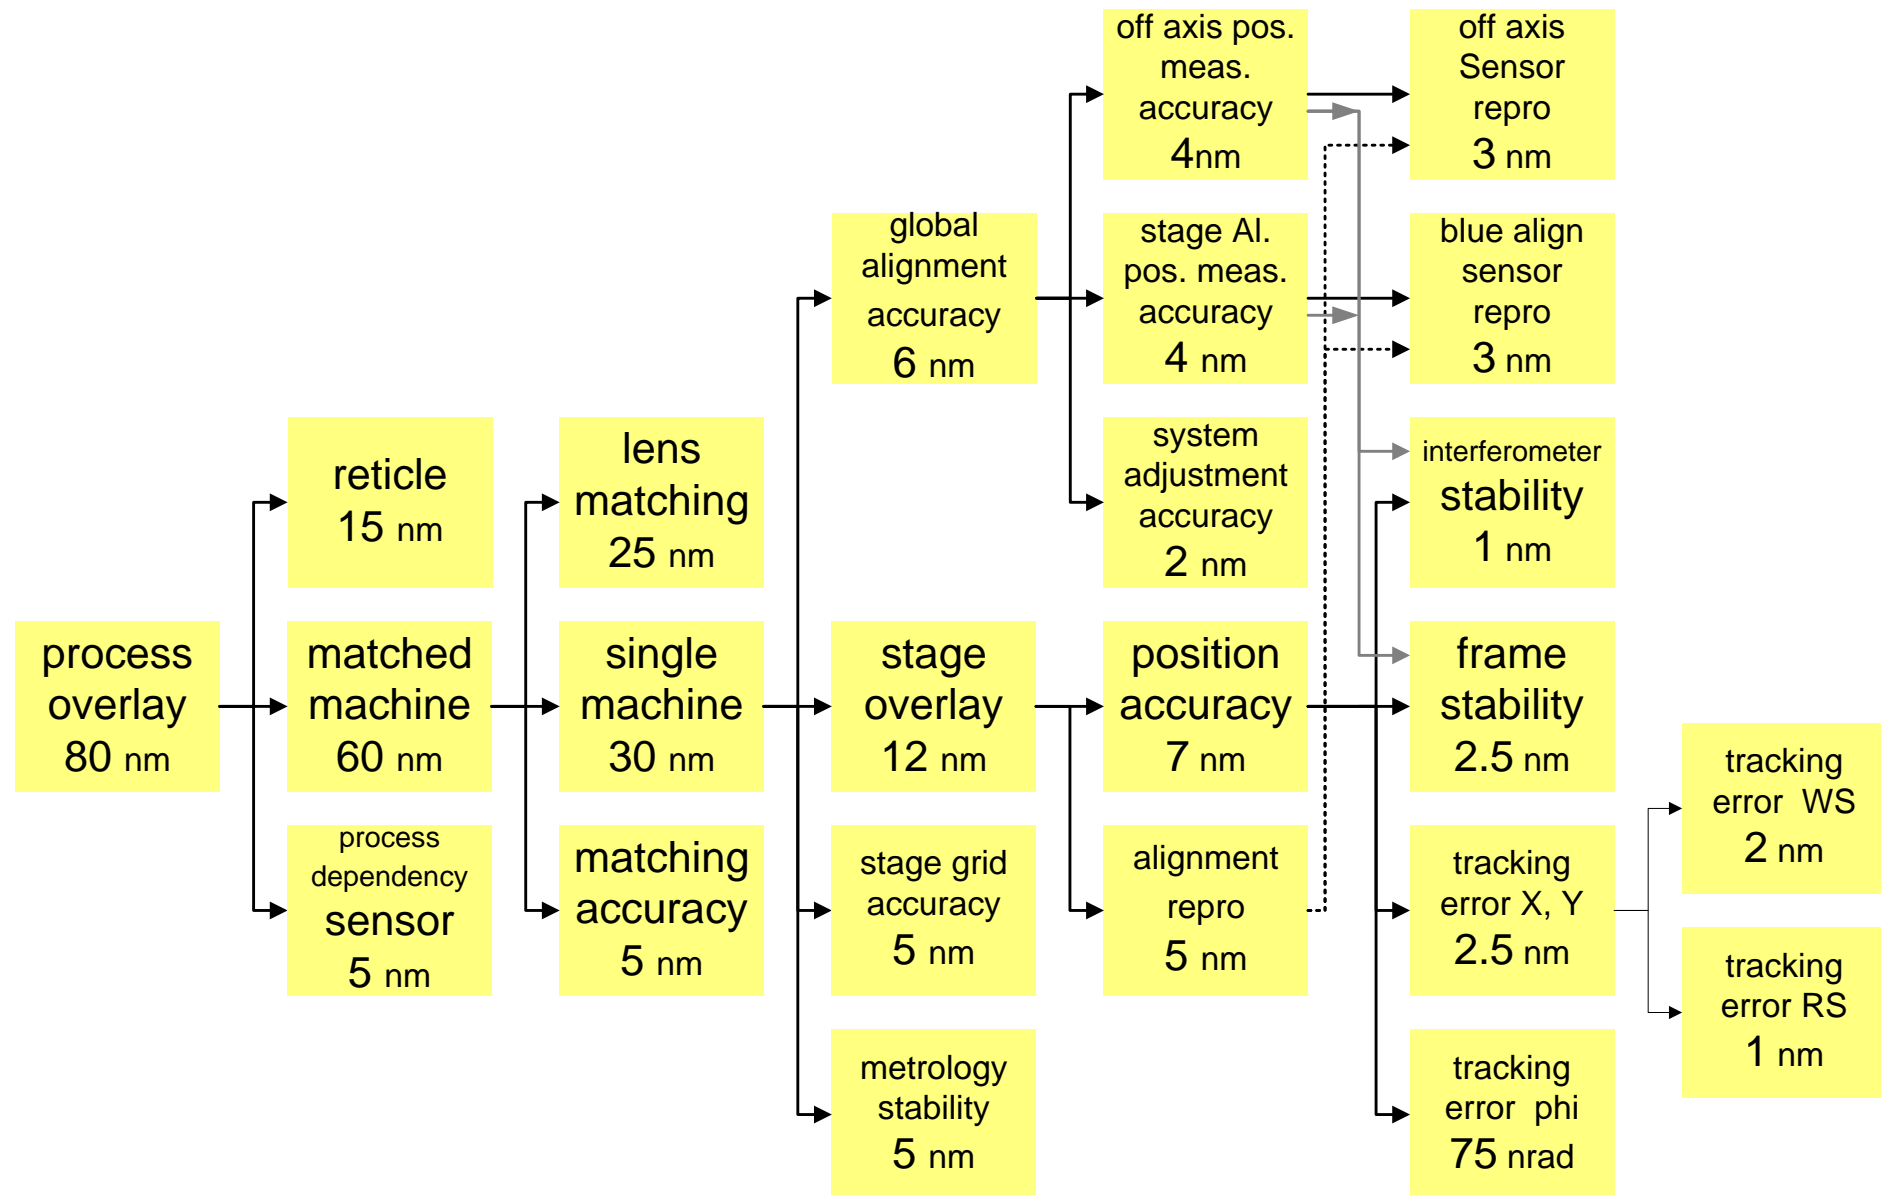 process
overlay
80 nm
reticle
15 nm
matched
machine
60 nm
process
dependency
sensor
5 nm
lens
matching
25 nm
single
machine
30 nm
matching
accuracy
5 nm
global
alignment
accuracy
6 nm
stage
overlay
12 nm
stage grid
accuracy
5 nm
metrology
stability
5 nm
off axis pos.
meas.
accuracy
4nm
stage Al.
pos. meas.
accuracy
4 nm
system
adjustment
accuracy
2 nm
position
accuracy
7 nm
alignment
repro
5 nm
off axis
Sensor
repro
3 nm
blue align
sensor
repro
3 nm
interferometer
stability
1 nm
frame
stability
2.5 nm
tracking
error X, Y
2.5 nm
tracking
error phi
75 nrad
tracking
error WS
2 nm
tracking
error RS
1 nm